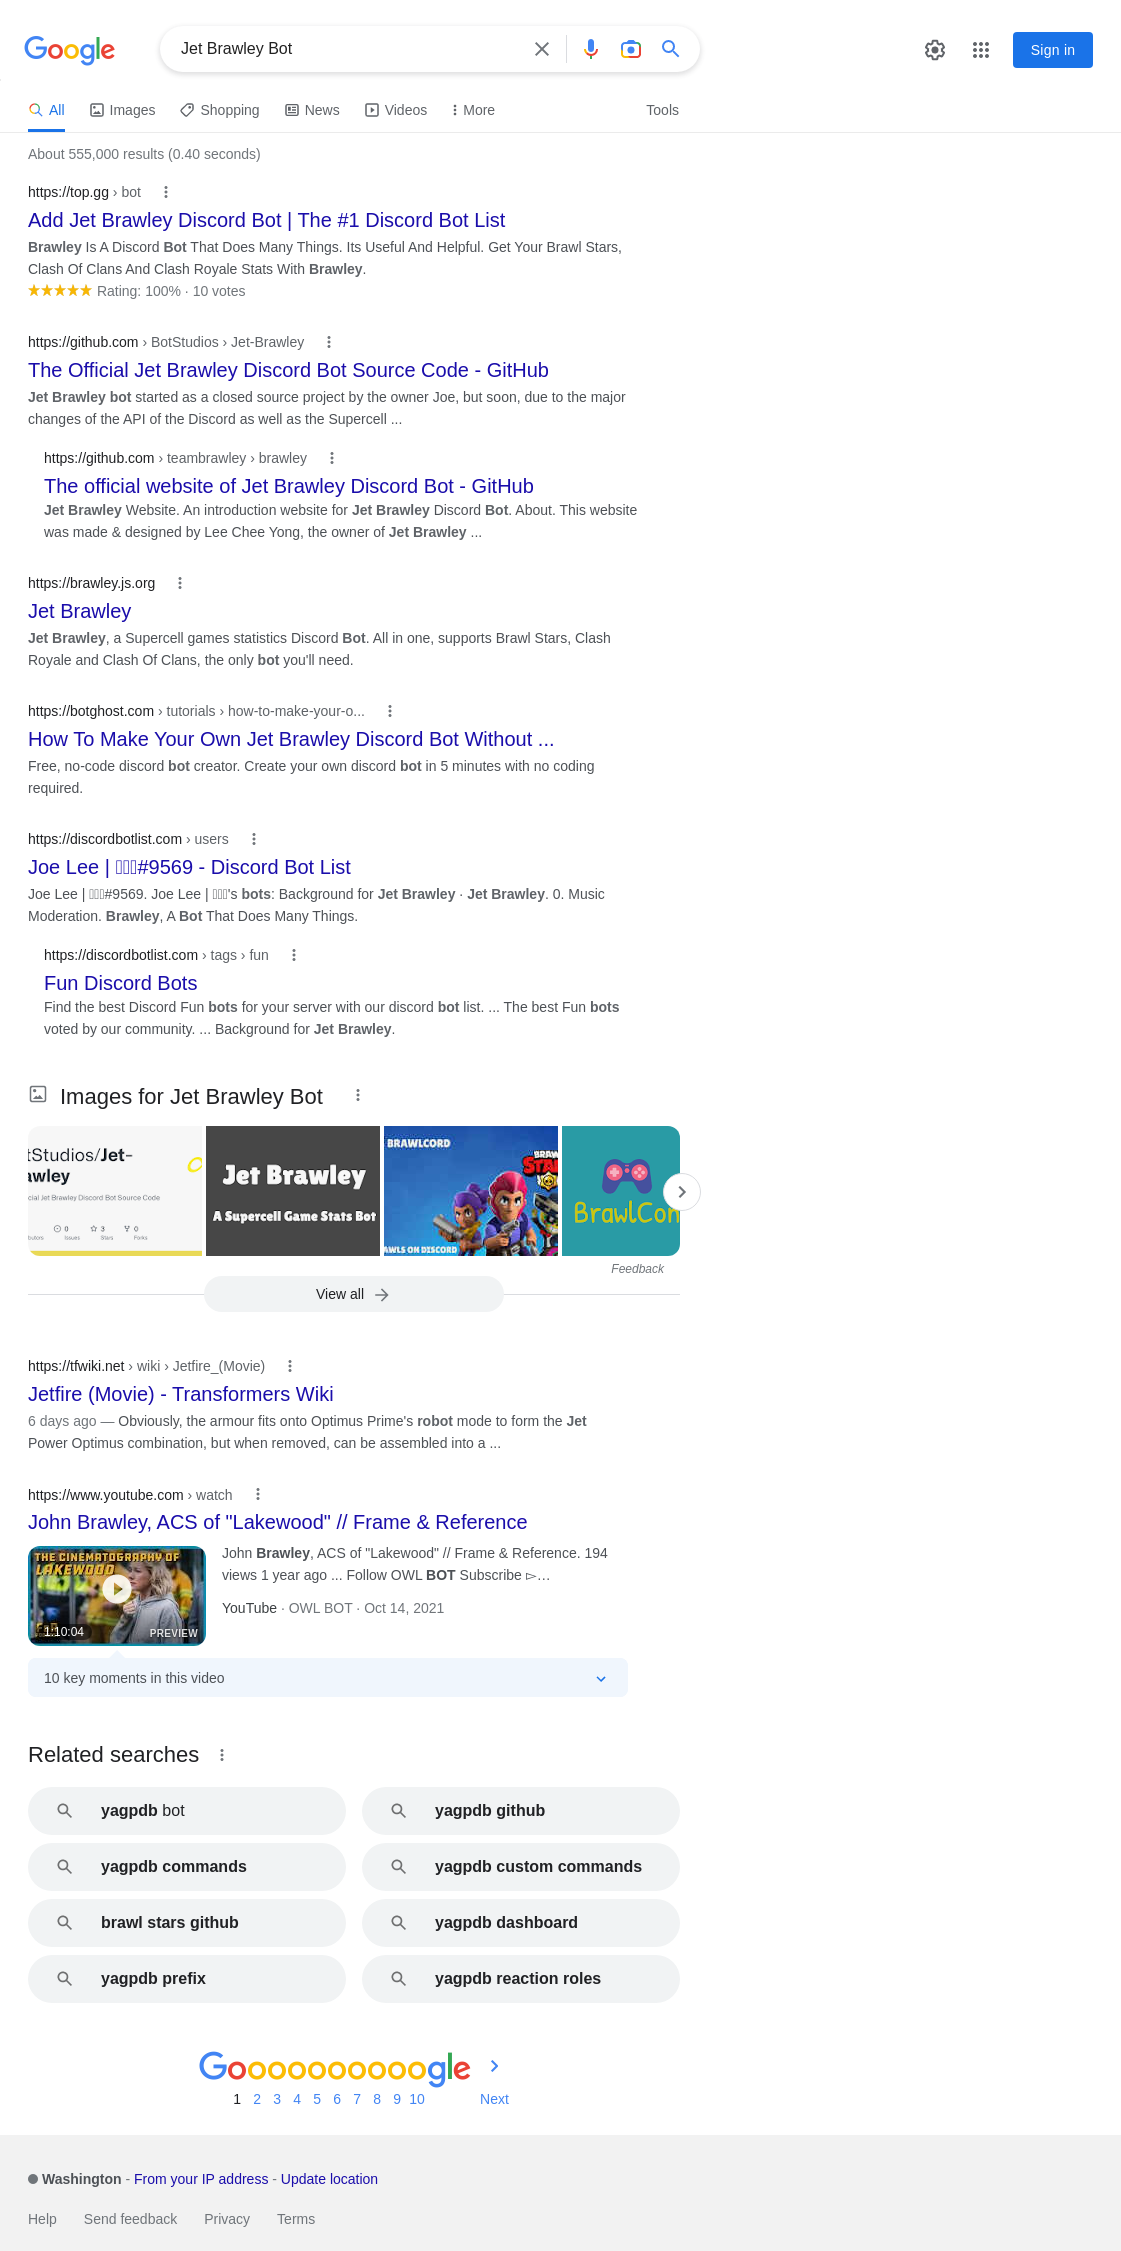 Google
Jet Brawley Bot
Sign in
All
Images
Shopping
News
Videos
More
Tools
About 555,000 results (0.40 seconds)
https://top.gg › bot
Add Jet Brawley Discord Bot | The #1 Discord Bot List
Brawley Is A Discord Bot That Does Many Things. Its Useful And Helpful. Get Your Brawl Stars,
Clash Of Clans And Clash Royale Stats With Brawley.
Rating: 100% · 10 votes
https://github.com › BotStudios › Jet-Brawley
The Official Jet Brawley Discord Bot Source Code - GitHub
Jet Brawley bot started as a closed source project by the owner Joe, but soon, due to the major
changes of the API of the Discord as well as the Supercell ...
https://github.com › teambrawley › brawley
The official website of Jet Brawley Discord Bot - GitHub
Jet Brawley Website. An introduction website for Jet Brawley Discord Bot. About. This website
was made & designed by Lee Chee Yong, the owner of Jet Brawley ...
https://brawley.js.org
Jet Brawley
Jet Brawley, a Supercell games statistics Discord Bot. All in one, supports Brawl Stars, Clash
Royale and Clash Of Clans, the only bot you'll need.
https://botghost.com › tutorials › how-to-make-your-o...
How To Make Your Own Jet Brawley Discord Bot Without ...
Free, no-code discord bot creator. Create your own discord bot in 5 minutes with no coding
required.
https://discordbotlist.com › users
Joe Lee | #9569 - Discord Bot List
Joe Lee | #9569. Joe Lee | 's bots: Background for Jet Brawley · Jet Brawley. 0. Music
Moderation. Brawley, A Bot That Does Many Things.
https://discordbotlist.com › tags › fun
Fun Discord Bots
Find the best Discord Fun bots for your server with our discord bot list. ... The best Fun bots
voted by our community. ... Background for Jet Brawley.
Images for Jet Brawley Bot
tStudios/Jet-
awley
cial Jet Brawley Discord Bot Source Code
0 3 0
butors Issues Stars Forks
Jet Brawley
A Supercell Game Stats Bot
BRAWLCORD
BRAW
STA
AWLS ON DISCORD
BrawlCon
Feedback
View all
https://tfwiki.net › wiki › Jetfire_(Movie)
Jetfire (Movie) - Transformers Wiki
6 days ago — Obviously, the armour fits onto Optimus Prime's robot mode to form the Jet
Power Optimus combination, but when removed, can be assembled into a ...
https://www.youtube.com › watch
John Brawley, ACS of "Lakewood" // Frame & Reference
THE CINEMATOGRAPHY OF
LAKEWOOD
1:10:04
PREVIEW
John Brawley, ACS of "Lakewood" // Frame & Reference. 194
views 1 year ago ... Follow OWL BOT Subscribe ▻…
YouTube · OWL BOT · Oct 14, 2021
10 key moments in this video
Related searches
yagpdb bot
yagpdb github
yagpdb commands
yagpdb custom commands
brawl stars github
yagpdb dashboard
yagpdb prefix
yagpdb reaction roles
Goooooooooogle
1 2 3 4 5 6 7 8 9 10 Next
Washington - From your IP address - Update location
Help Send feedback Privacy Terms